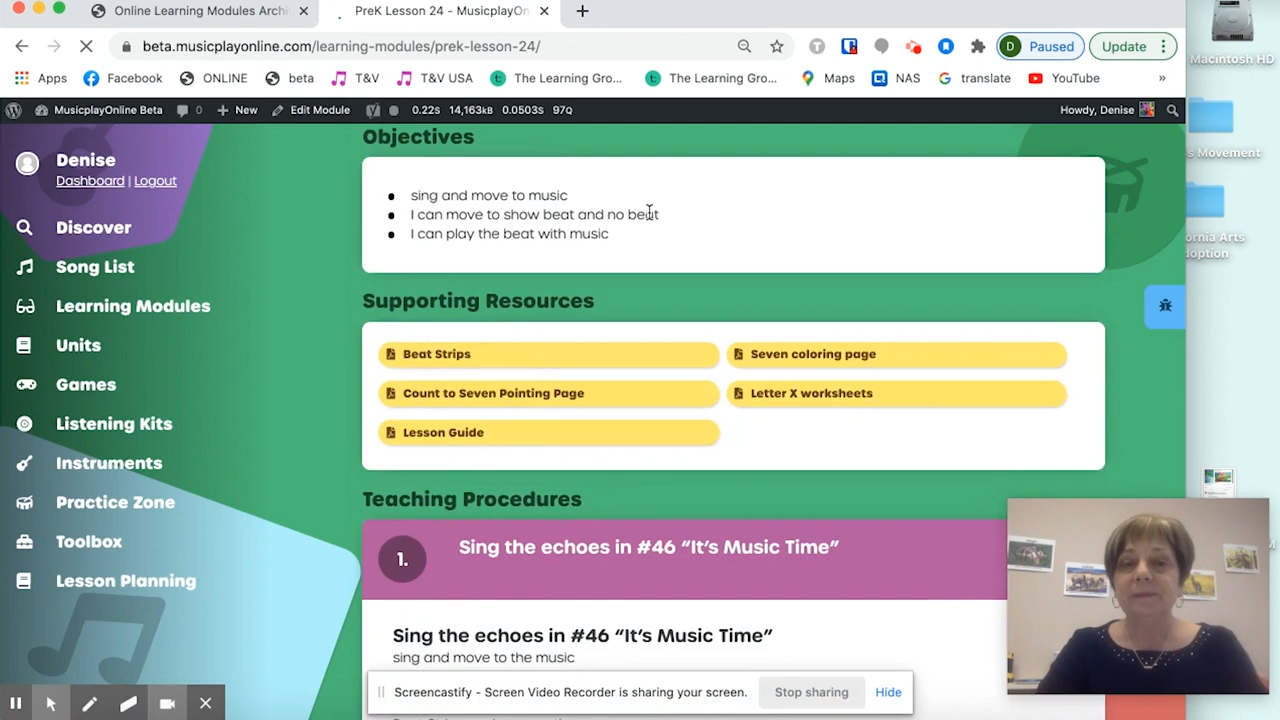 Online Learning Modules Archi
PreK Lesson 24 - MusicplayOn
beta.musicplayonline.com/learning-modules/prek-lesson-24/
T
D
Paused
Update
Apps
Facebook
ONLINE
beta
T&V
T&V USA
The Learning Gro...
The Learning Gro...
Maps
NAS
translate
YouTube
»
MusicplayOnline Beta
0
New
Edit Module
0.22s
14,163kB
0.0503s
97Q
Howdy, Denise
Macintosh HD
s Movement
ornia Arts
doption
Denise
Dashboard | Logout
Discover
Song List
Learning Modules
Units
Games
Listening Kits
Instruments
Practice Zone
Toolbox
Lesson Planning
Objectives
sing and move to music
I can move to show beat and no beat
I can play the beat with music
Supporting Resources
Beat Strips
Seven coloring page
Count to Seven Pointing Page
Letter X worksheets
Lesson Guide
Teaching Procedures
1.
Sing the echoes in #46 “It’s Music Time”
Sing the echoes in #46 “It’s Music Time”
sing and move to the music
Screencastify - Screen Video Recorder is sharing your screen.
Stop sharing
Hide